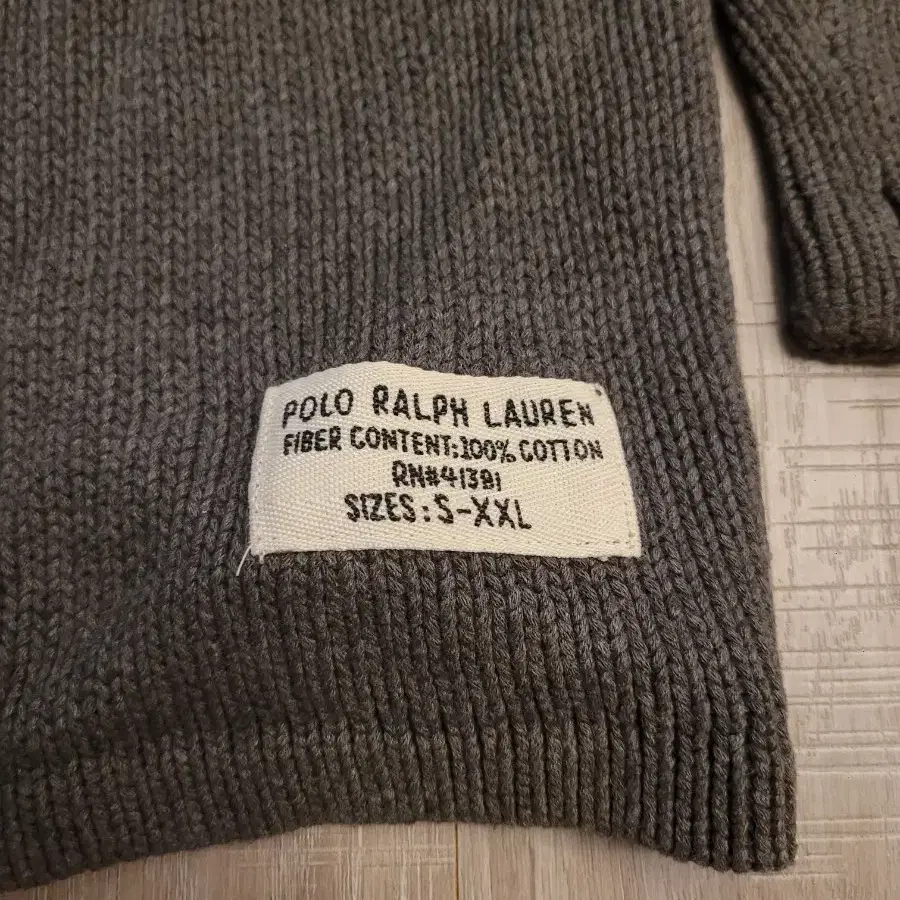 POLO RALPH LAUREN
FIBER CONTENT:100% COTTON
RN#41381
SIZES:S-XXL